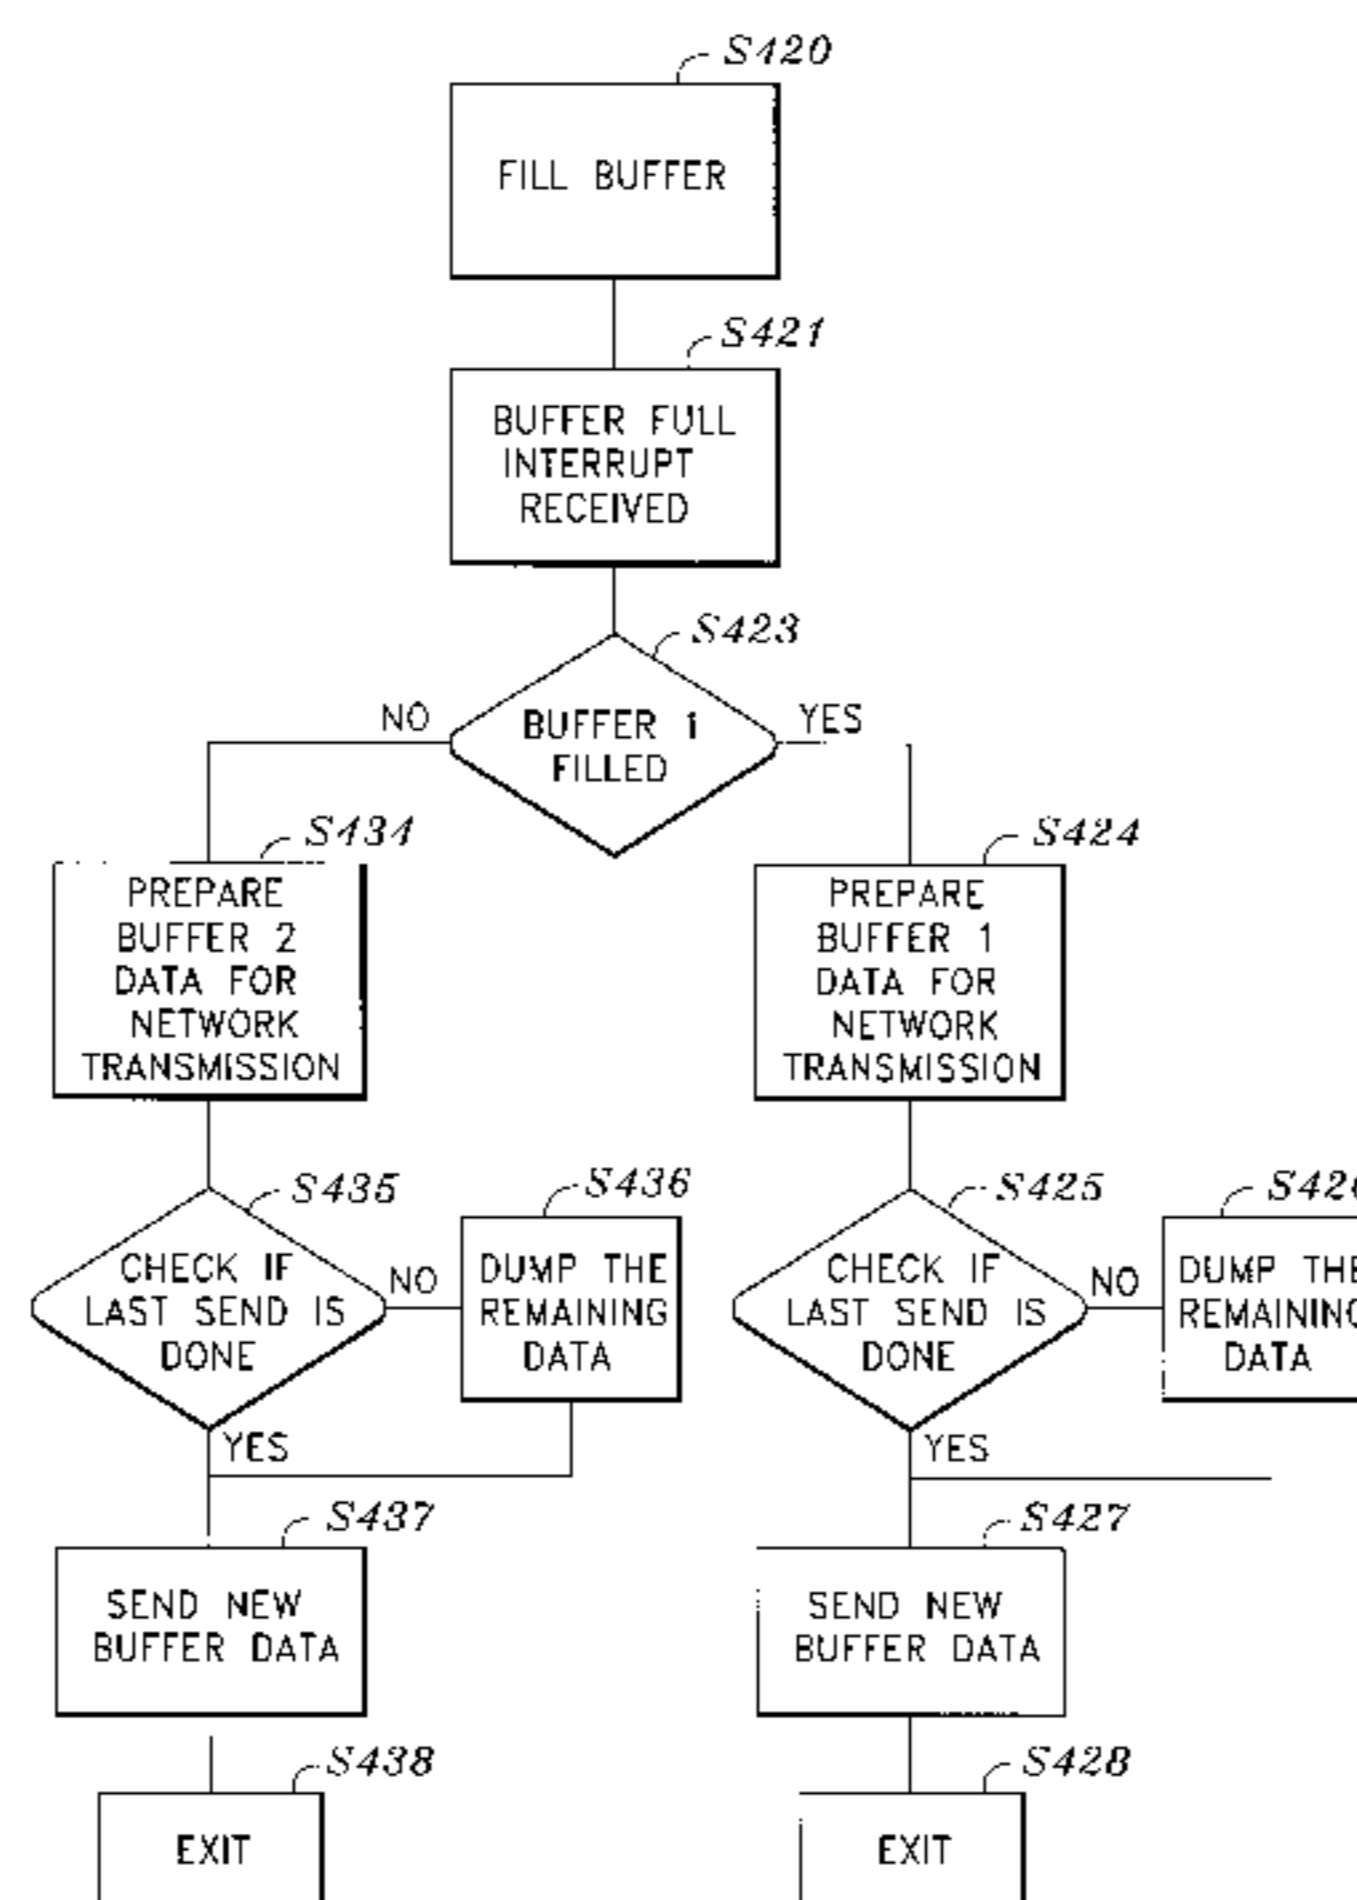 S420
FILL BUFFER
S421
BUFFER FULL
INTERRUPT
RECEIVED
S423
BUFFER 1
FILLED
NO
YES
S434
PREPARE
BUFFER 2
DATA FOR
NETWORK
TRANSMISSION
S424
PREPARE
BUFFER 1
DATA FOR
NETWORK
TRANSMISSION
S435
CHECK IF
LAST SEND IS
DONE
NO
YES
S436
DUMP THE
REMAINING
DATA
S425
CHECK IF
LAST SEND IS
DONE
NO
YES
DUMP THE
REMAINING
DATA
S437
SEND NEW
BUFFER DATA
S427
SEND NEW
BUFFER DATA
S438
EXIT
S428
EXIT